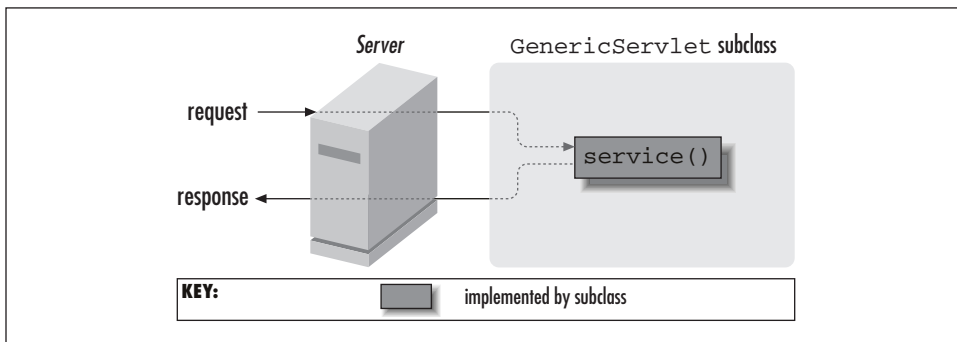 Server
GenericServlet subclass
request
service()
response
KEY:
implemented by subclass